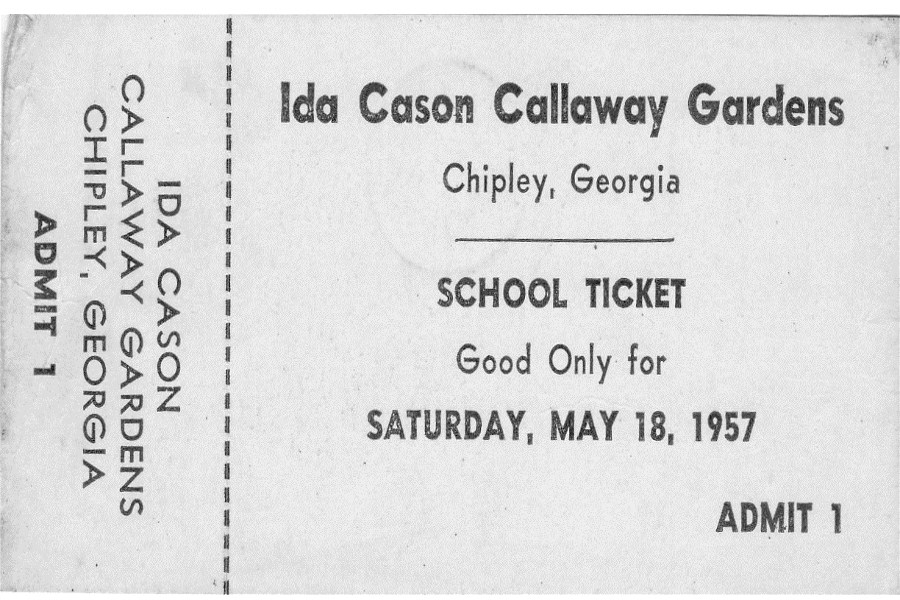 IDA CASON
CALLAWAY GARDENS
CHIPLEY, GEORGIA
ADMIT 1
Ida Cason Callaway Gardens
Chipley, Georgia
SCHOOL TICKET
Good Only for
SATURDAY, MAY 18, 1957
ADMIT 1